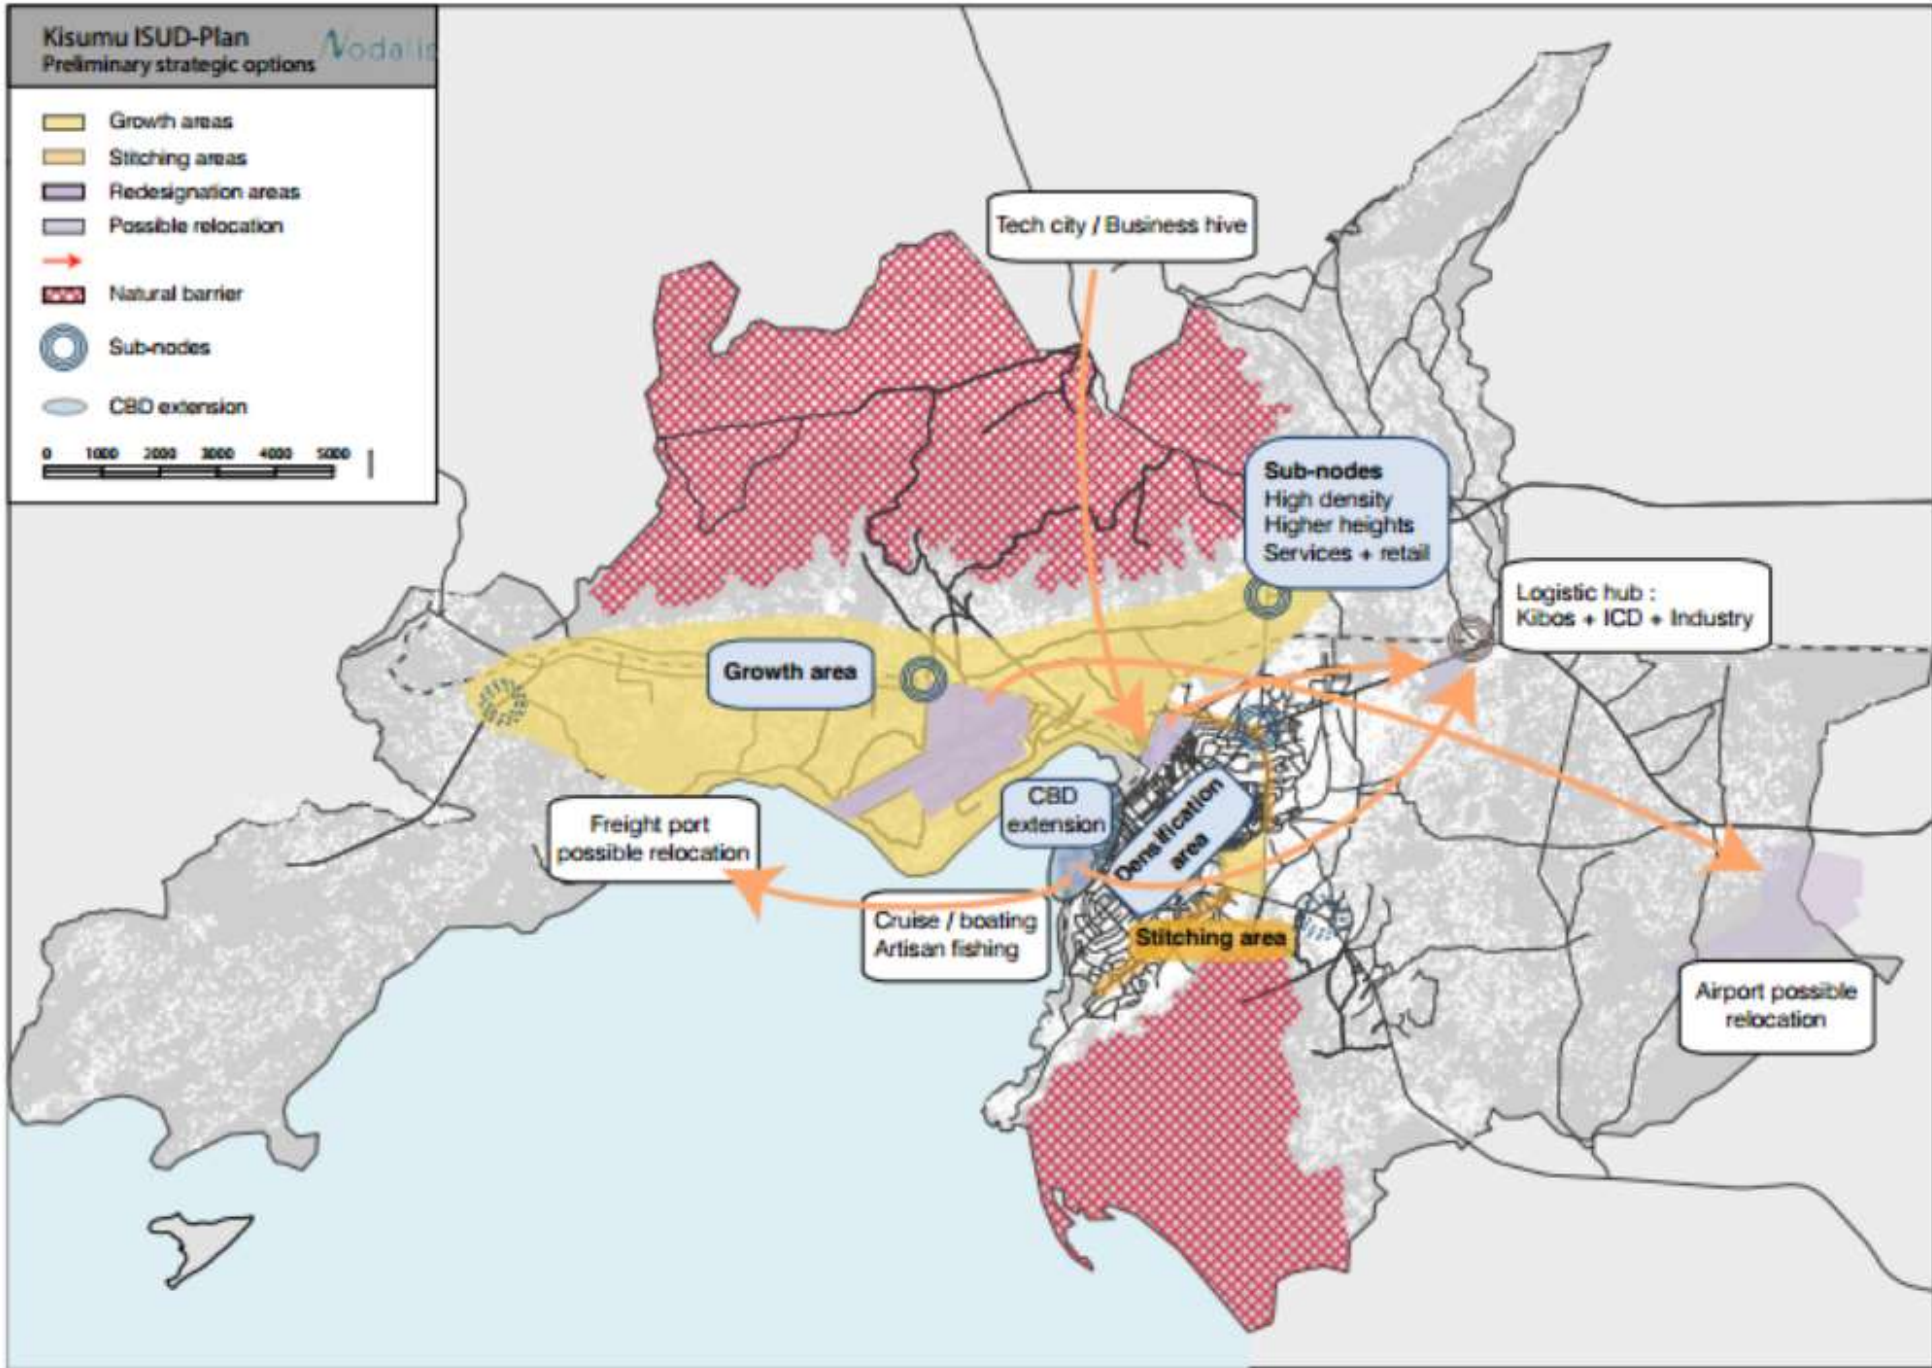 Kisumu ISUD-Plan
Preliminary strategic options
Nodalis
Growth areas
Stitching areas
Redesignation areas
Possible relocation
Natural barrier
Sub-nodes
CBD extension
0 1000 2000 3000 4000 5000
Tech city / Business hive
Sub-nodes
High density
Higher heights
Services + retail
Logistic hub :
Kibos + ICD + Industry
Growth area
CBD
extension
Densification
area
Freight port
possible relocation
Cruise / boating
Artisan fishing
Stitching area
Airport possible
relocation